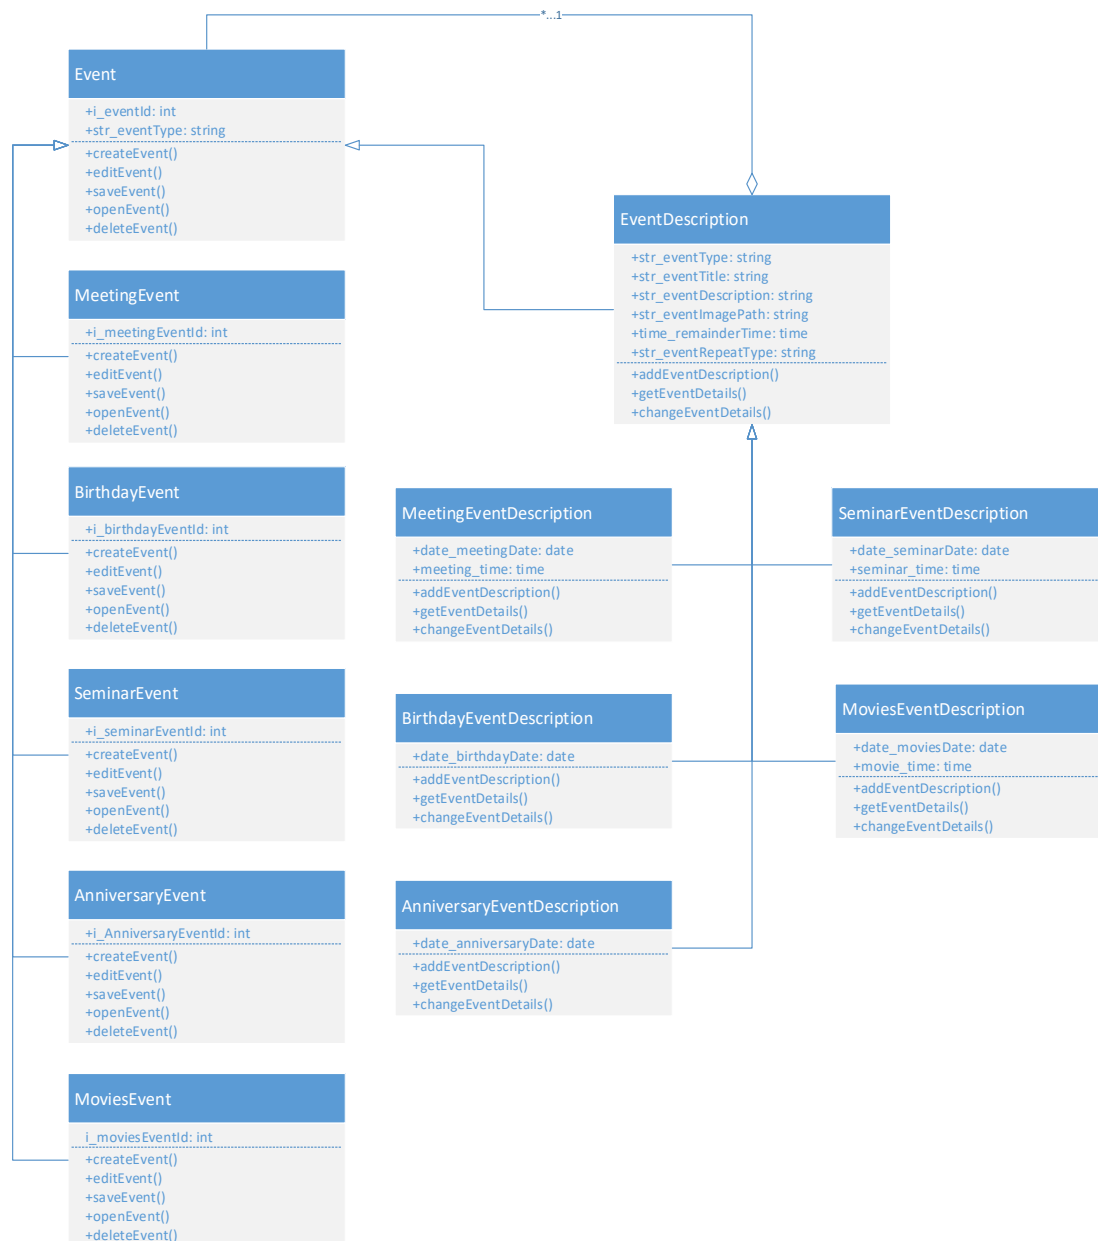 *...1
Event
+i_eventId: int
+str_eventType: string
+createEvent()
+editEvent()
+saveEvent()
+openEvent()
+deleteEvent()
EventDescription
+str_eventType: string
+str_eventTitle: string
+str_eventDescription: string
+str_eventImagePath: string
+time_remainderTime: time
+str_eventRepeatType: string
+addEventDescription()
+getEventDetails()
+changeEventDetails()
MeetingEvent
+i_meetingEventId: int
+createEvent()
+editEvent()
+saveEvent()
+openEvent()
+deleteEvent()
BirthdayEvent
+i_birthdayEventId: int
+createEvent()
+editEvent()
+saveEvent()
+openEvent()
+deleteEvent()
MeetingEventDescription
+date_meetingDate: date
+meeting_time: time
+addEventDescription()
+getEventDetails()
+changeEventDetails()
SeminarEventDescription
+date_seminarDate: date
+seminar_time: time
+addEventDescription()
+getEventDetails()
+changeEventDetails()
SeminarEvent
+i_seminarEventId: int
+createEvent()
+editEvent()
+saveEvent()
+openEvent()
+deleteEvent()
BirthdayEventDescription
+date_birthdayDate: date
+addEventDescription()
+getEventDetails()
+changeEventDetails()
MoviesEventDescription
+date_moviesDate: date
+movie_time: time
+addEventDescription()
+getEventDetails()
+changeEventDetails()
AnniversaryEvent
+i_AnniversaryEventId: int
+createEvent()
+editEvent()
+saveEvent()
+openEvent()
+deleteEvent()
AnniversaryEventDescription
+date_anniversaryDate: date
+addEventDescription()
+getEventDetails()
+changeEventDetails()
MoviesEvent
i_moviesEventId: int
+createEvent()
+editEvent()
+saveEvent()
+openEvent()
+deleteEvent()